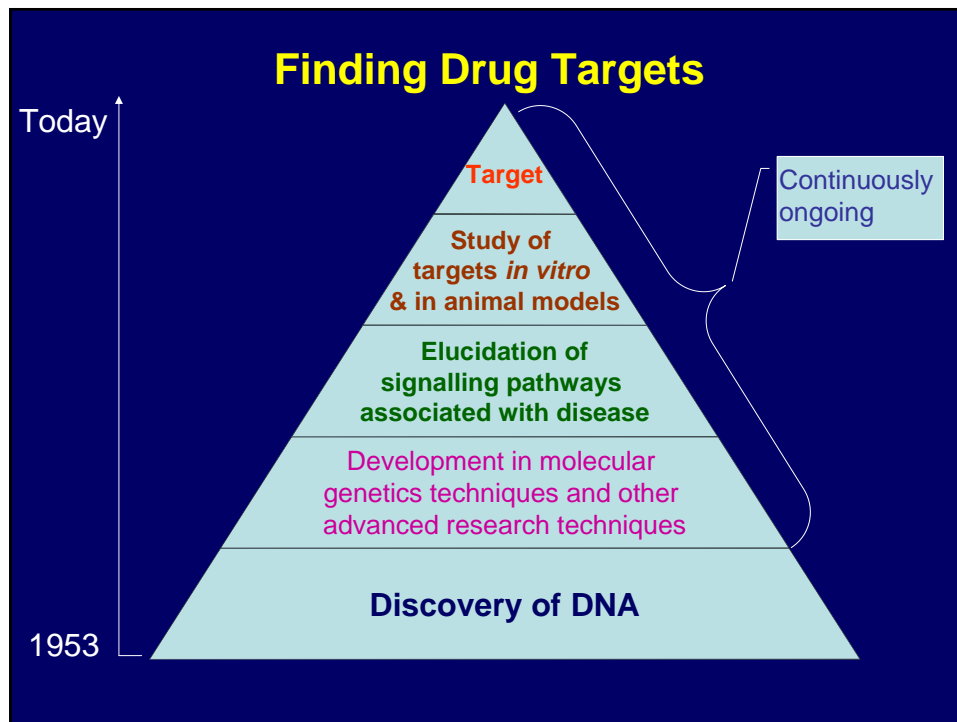 Finding Drug Targets
Today
Target
Continuously
ongoing
Study of
targets in vitro
& in animal models
Elucidation of
signalling pathways
associated with disease
Development in molecular
genetics techniques and other
advanced research techniques
Discovery of DNA
1953